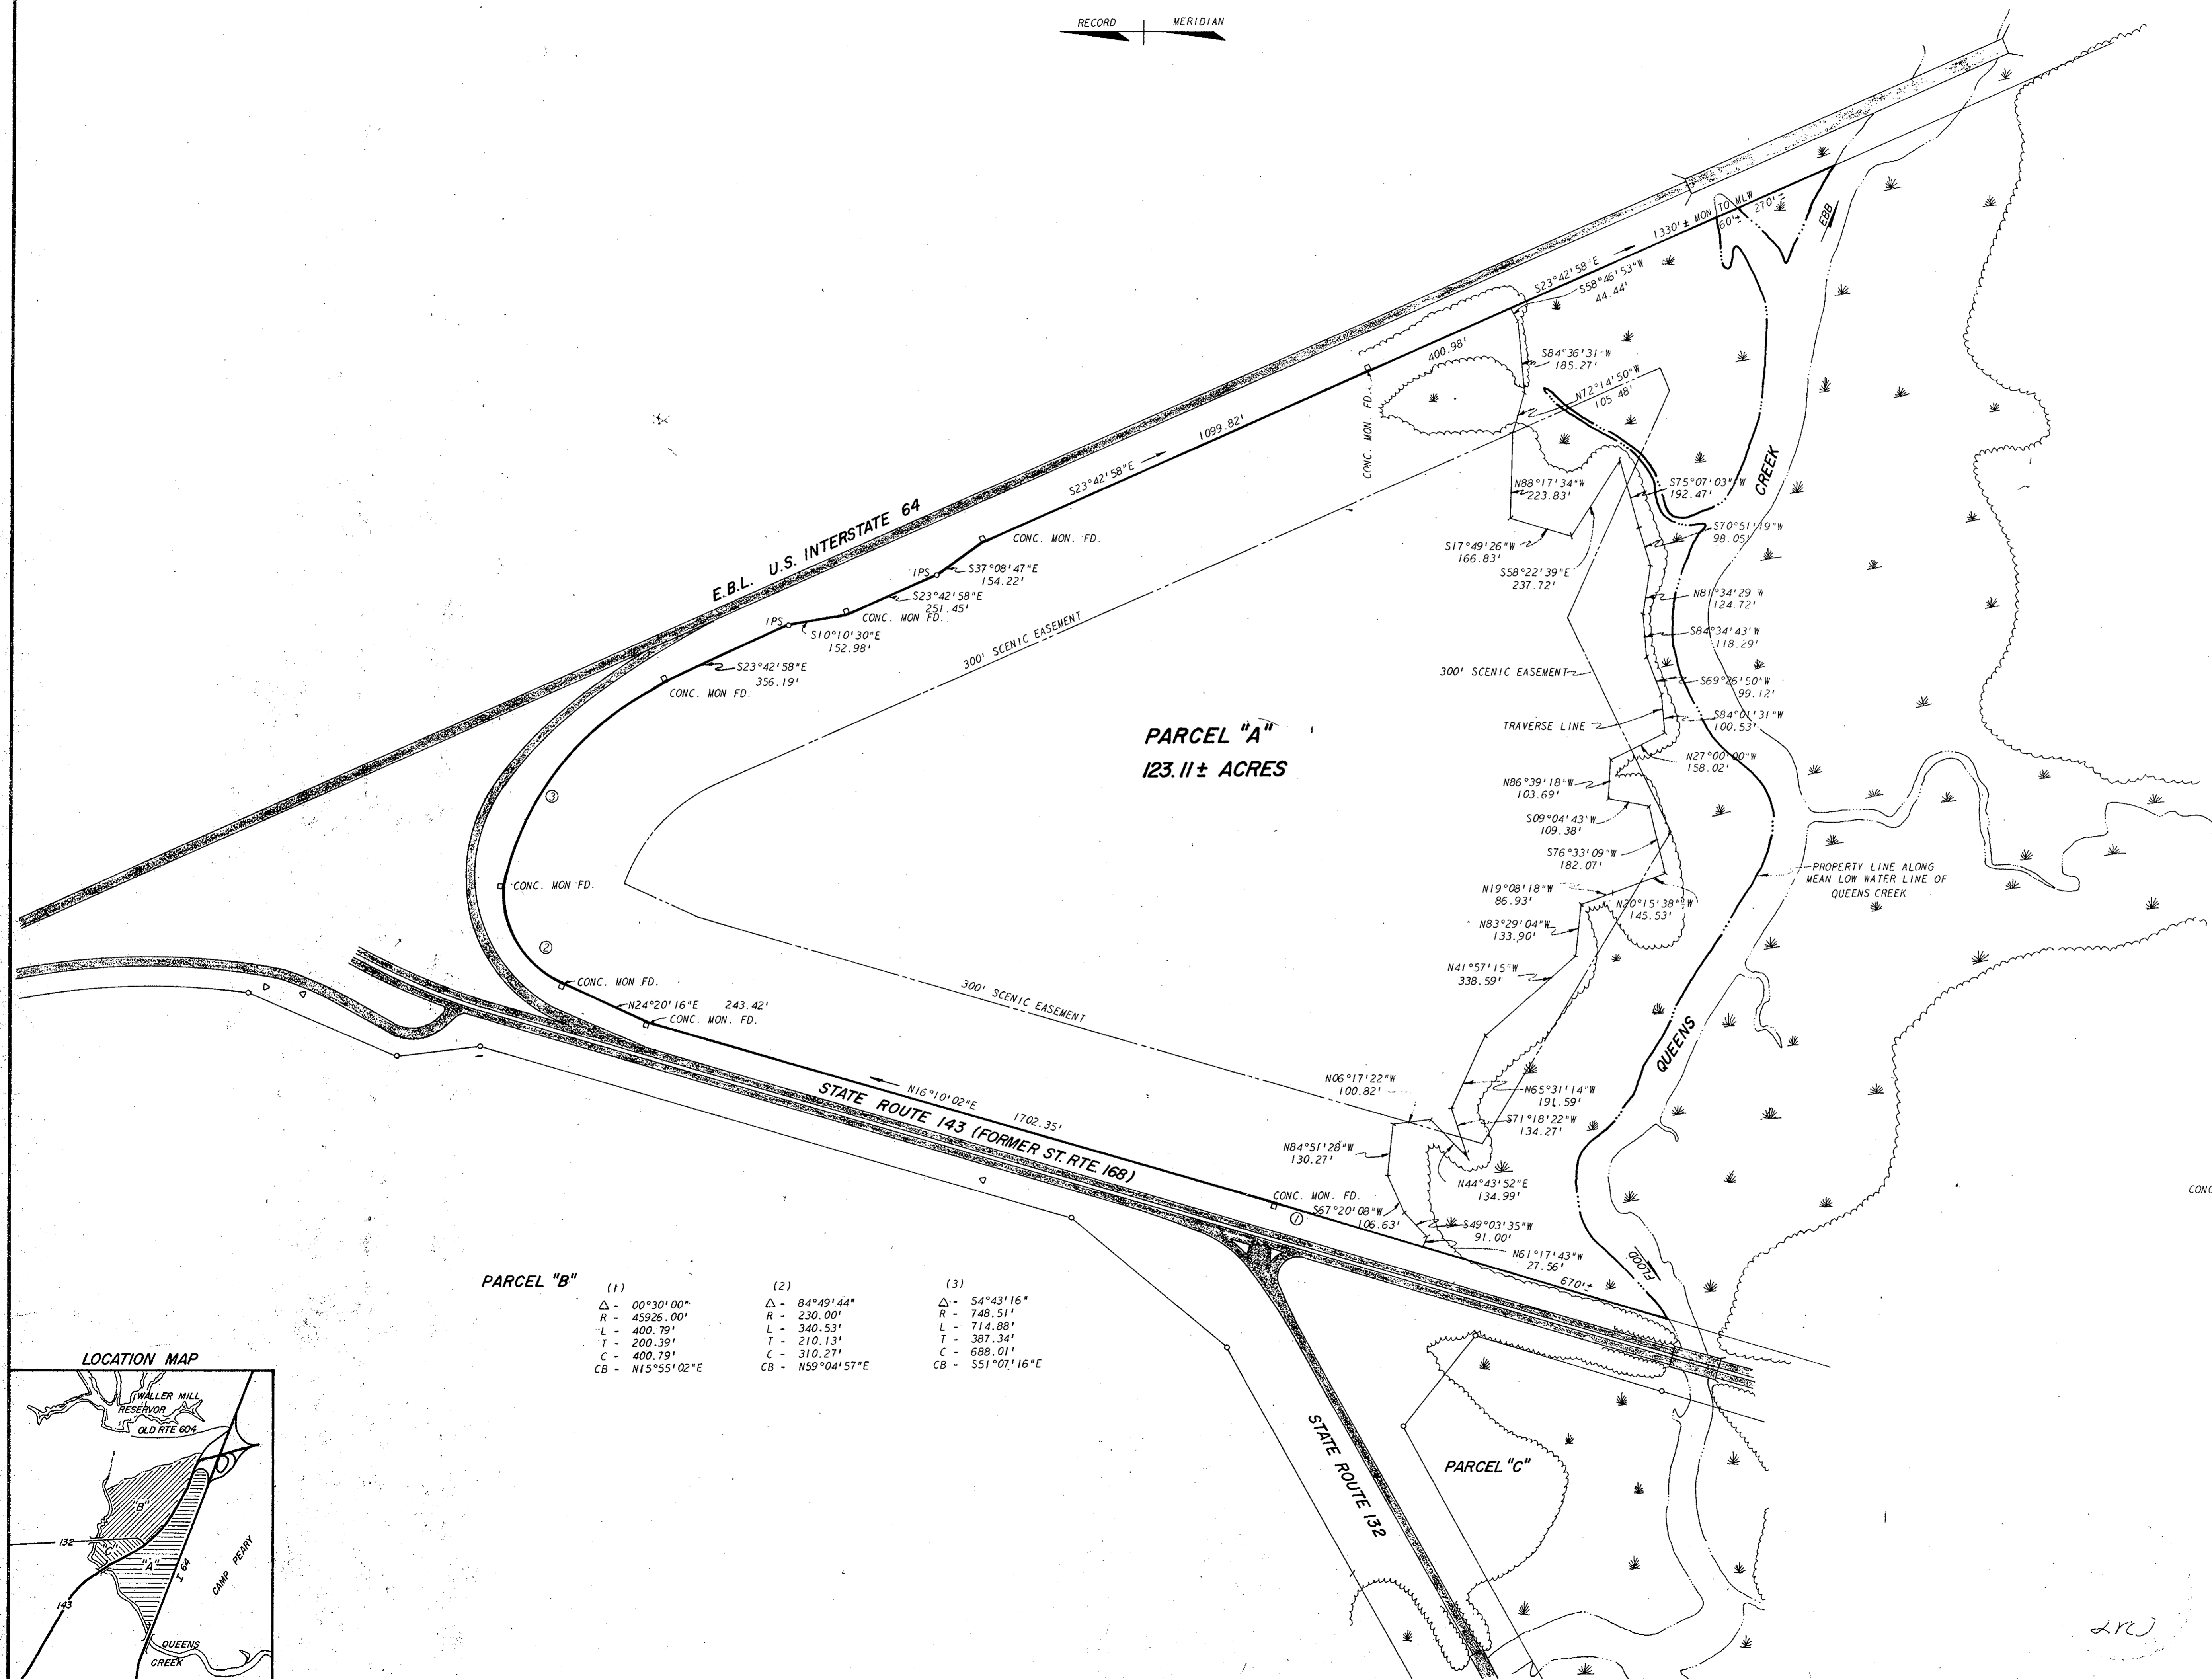 RECORD MERIDIAN
1330'± MON TO MLW
60'± 270'±
EBB
S23°42'58"E
S58°46'53"W
44.44'
400.98'
S84°36'31"W
185.27'
N72°14'50"W
105.48'
CONC. MON. FD.
1099.82'
S23°42'58"E
CREEK
N88°17'34"W
223.83'
S75°07'03"W
192.47'
E.B.L. U.S. INTERSTATE 64
CONC. MON. FD.
S17°49'26"W
166.83'
S70°51'19"W
98.05'
S58°22'39"E
237.72'
IPS
S37°08'47"E
154.22'
S23°42'58"E
251.45'
CONC. MON FD.
IPS
S10°10'30"E
152.98'
N81°34'29"W
124.72'
S84°34'43"W
118.29'
300' SCENIC EASEMENT
S23°42'58"E
356.19'
CONC. MON FD.
300' SCENIC EASEMENT
S69°26'50"W
99.12'
TRAVERSE LINE
S84°01'31"W
100.53'
PARCEL "A"
123.11± ACRES
N27°00'00"W
158.02'
N86°39'18"W
103.69'
3
S09°04'43"W
109.38'
S76°33'09"W
182.07'
PROPERTY LINE ALONG
MEAN LOW WATER LINE OF
QUEENS CREEK
CONC. MON FD.
N19°08'18"W
86.93'
N20°15'38"W
145.53'
N83°29'04"W
133.90'
2
N41°57'15"W
338.59'
CONC. MON FD.
N24°20'16"E 243.42'
CONC. MON. FD.
300' SCENIC EASEMENT
QUEENS
N06°17'22"W
100.82'
N65°31'14"W
191.59'
N16°10'02"E 1702.35'
STATE ROUTE 143 (FORMER ST. RTE. 168)
S71°18'22"W
134.27'
N84°51'28"W
130.27'
N44°43'52"E
134.99'
CONC
CONC. MON. FD.
1
S67°20'08"W
106.63'
S49°03'35"W
91.00'
N61°17'43"W
27.56'
FLOOD
670'±
PARCEL "B"
(1) (2) (3)
Δ - 00°30'00" Δ - 84°49'44" Δ - 54°43'16"
R - 45926.00' R - 230.00' R - 748.51'
L - 400.79' L - 340.53' L - 714.88'
T - 200.39' T - 210.13' T - 387.34'
C - 400.79' C - 310.27' C - 688.01'
CB - N15°55'02"E CB - N59°04'57"E CB - S51°07'16"E
STATE ROUTE 132
PARCEL "C"
LOCATION MAP
WALLER MILL
RESERVOR
OLD RTE 604
"B"
132
"C"
"A"
I 64
CAMP PEARY
143
QUEENS
CREEK